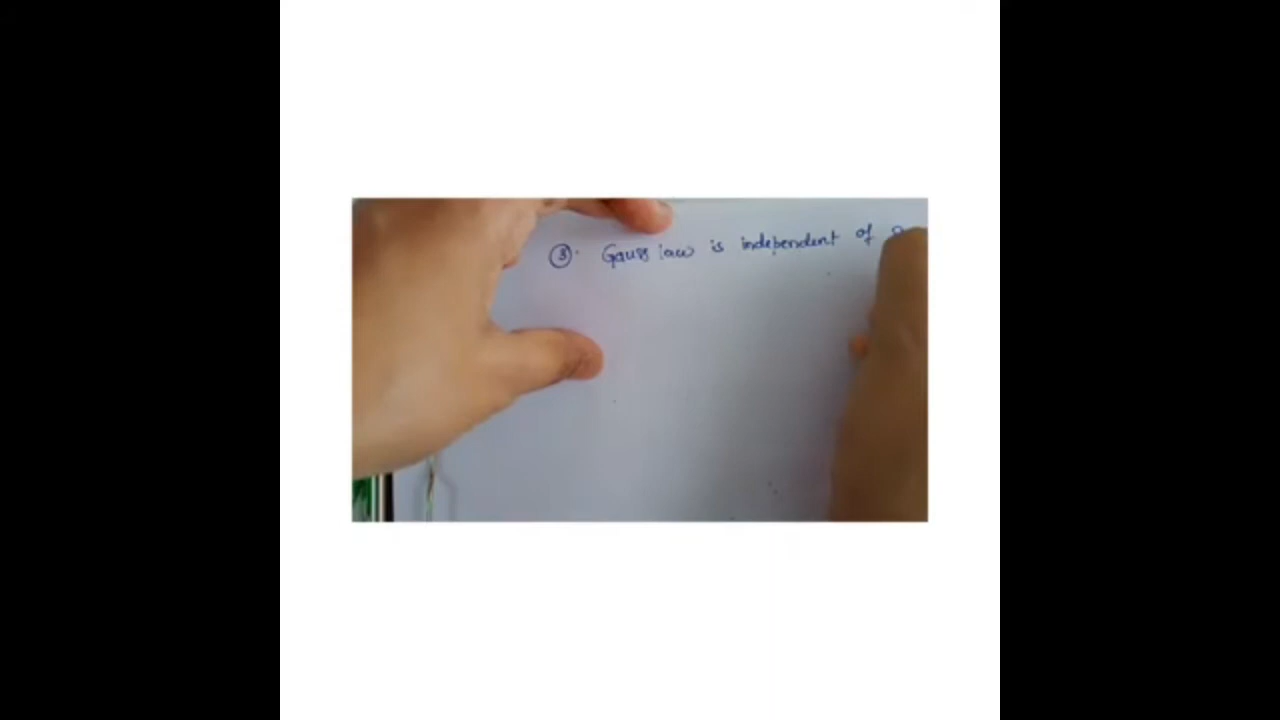 ③. Gauss law is independent of